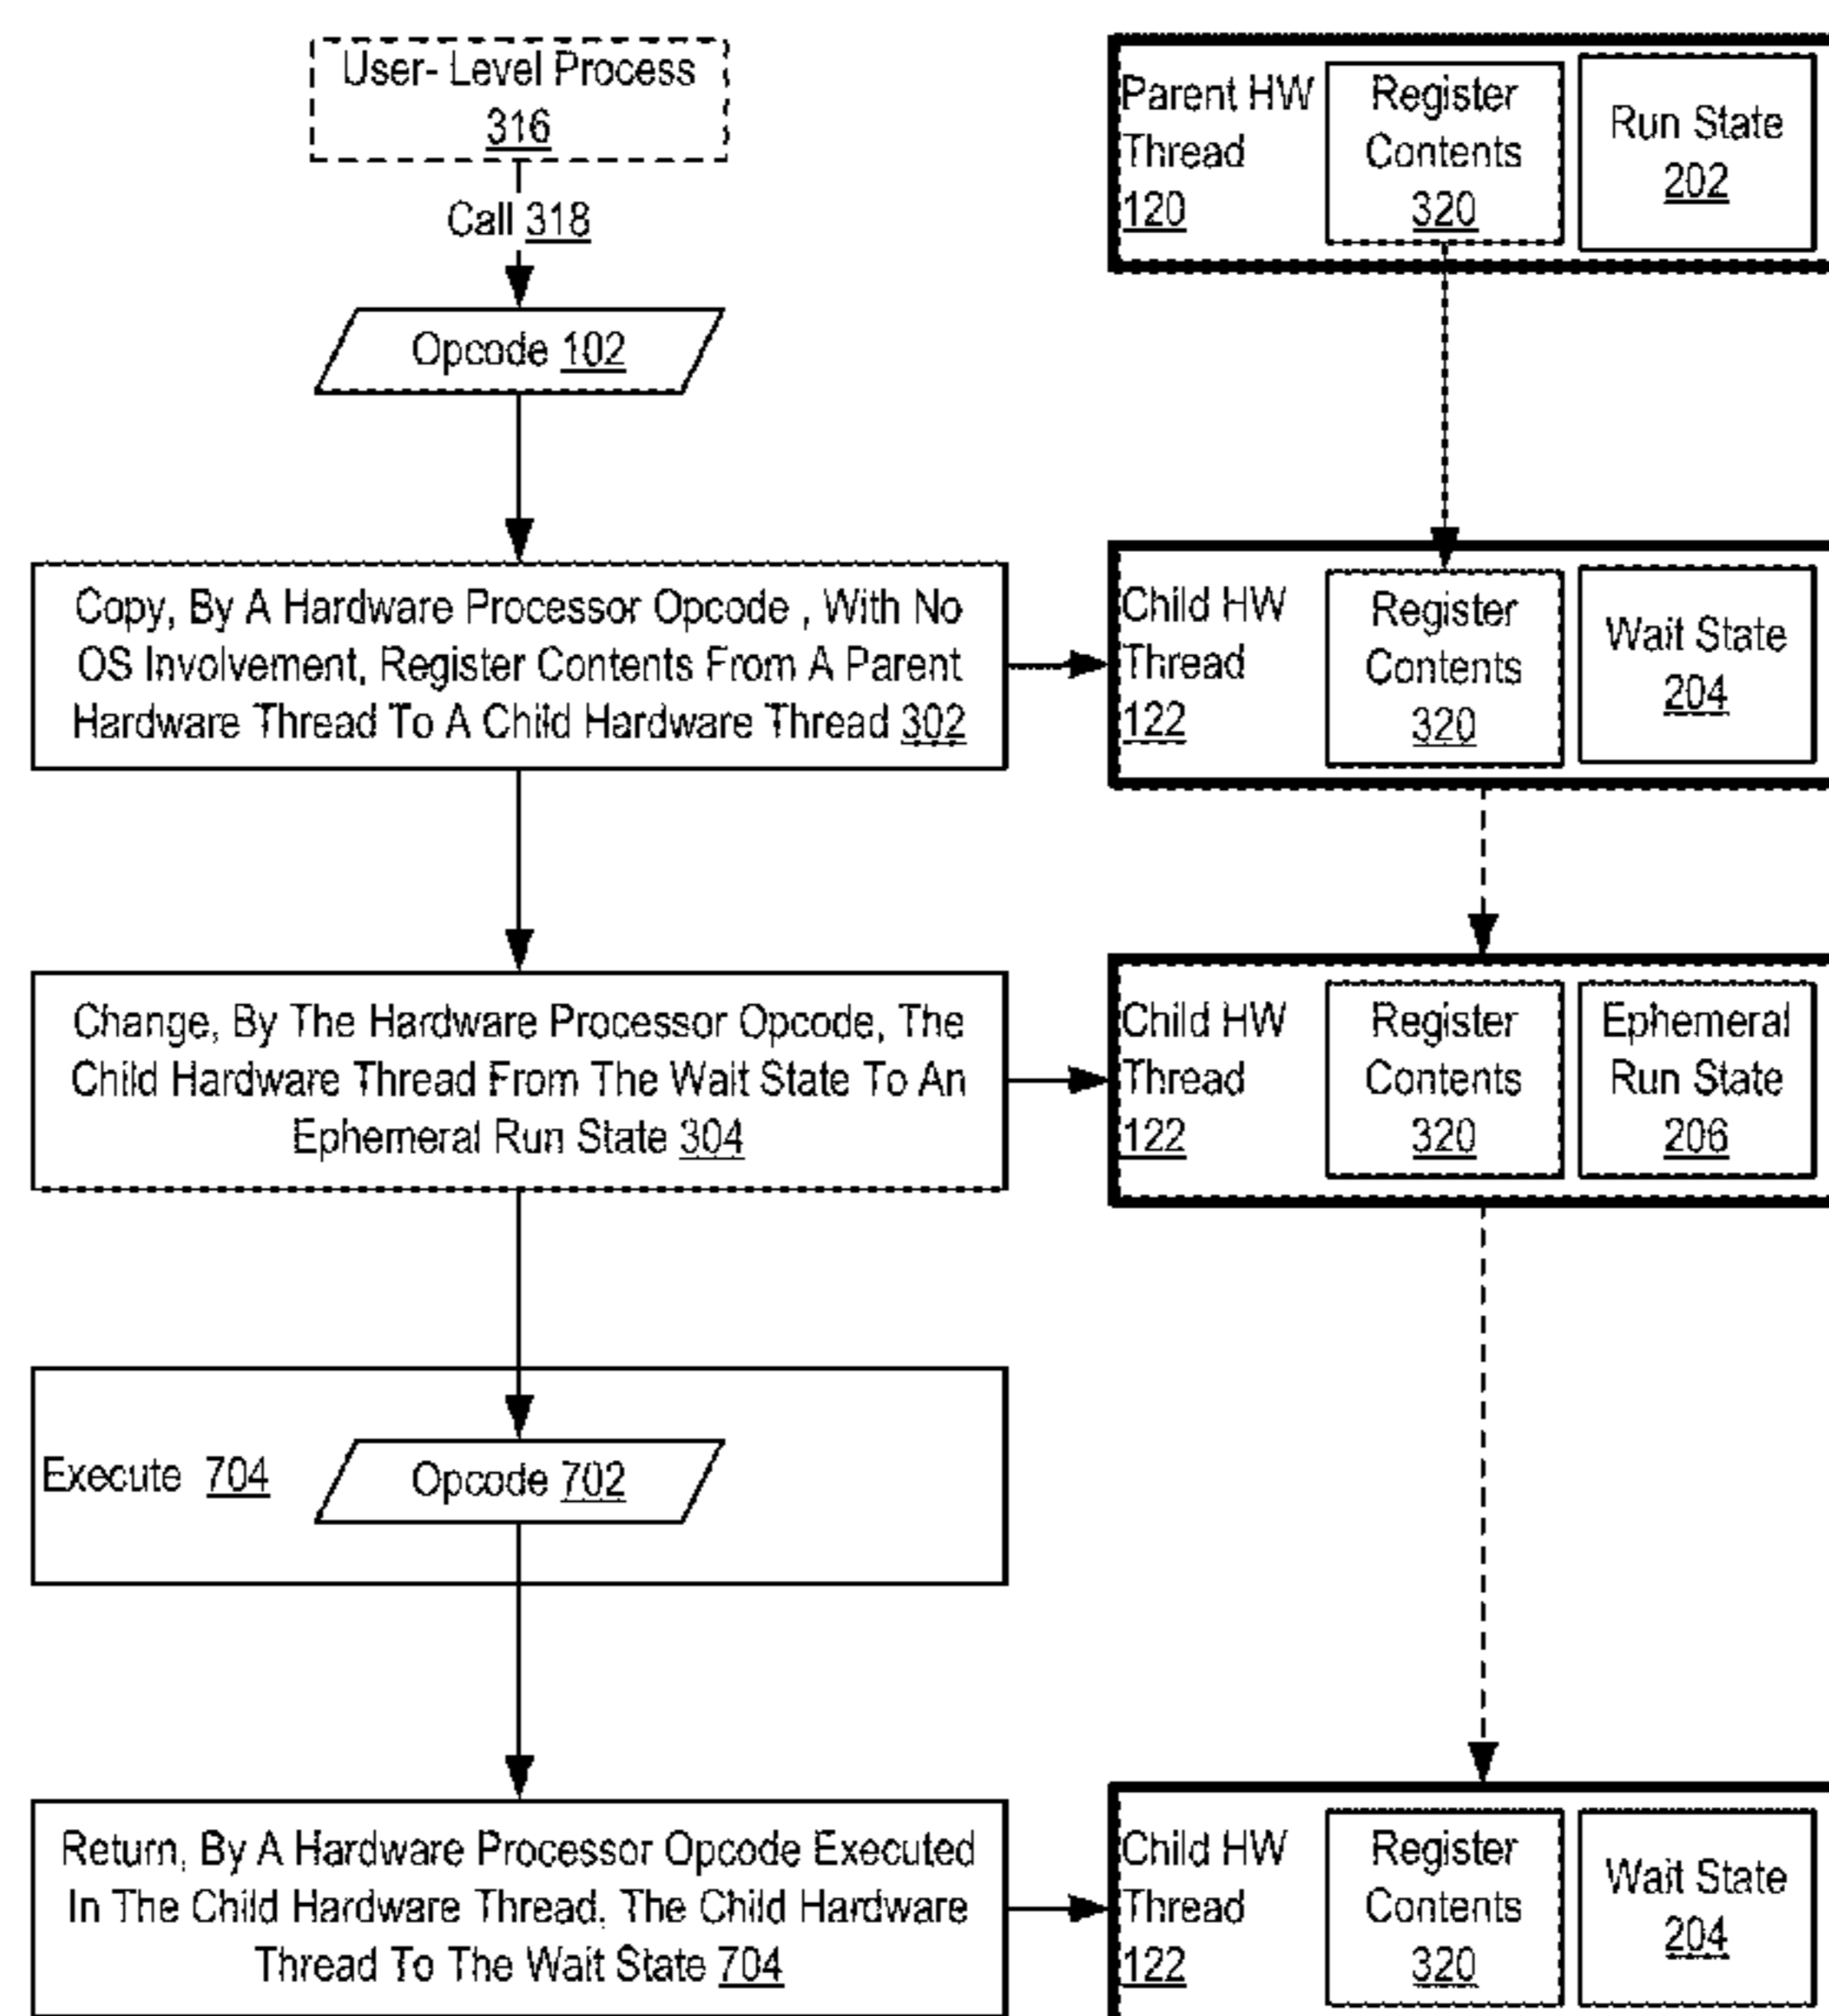 User- Level Process
316
Call 318
Opcode 102
Parent HW
Thread
120
Register
Contents
320
Run State
202
Copy, By A Hardware Processor Opcode , With No
OS Involvement, Register Contents From A Parent
Hardware Thread To A Child Hardware Thread 302
Child HW
Thread
122
Register
Contents
320
Wait State
204
Change, By The Hardware Processor Opcode, The
Child Hardware Thread From The Wait State To An
Ephemeral Run State 304
Child HW
Thread
122
Register
Contents
320
Ephemeral
Run State
206
Execute 704
Opcode 702
Return, By A Hardware Processor Opcode Executed
In The Child Hardware Thread, The Child Hardware
Thread To The Wait State 704
Child HW
Thread
122
Register
Contents
320
Wait State
204